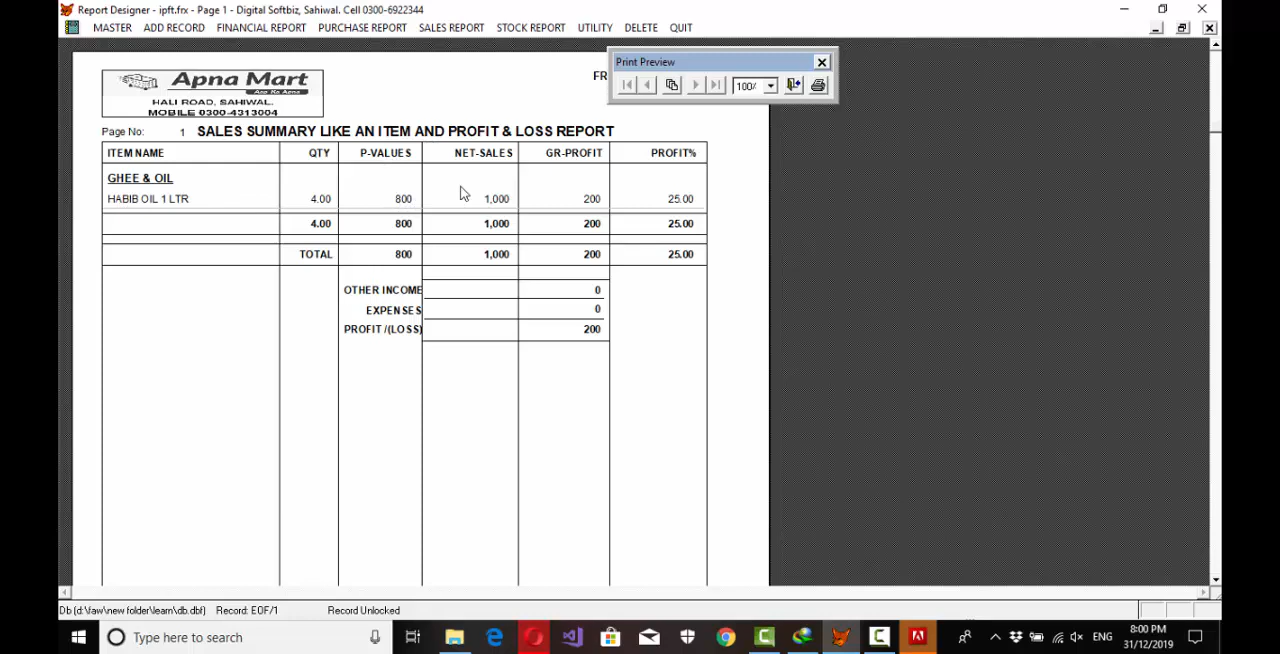 Report Designer - ipft.frx - Page 1 - Digital Softbiz, Sahiwal. Cell 0300-6922344
MASTER ADD RECORD FINANCIAL REPORT PURCHASE REPORT SALES REPORT STOCK REPORT UTILITY DELETE QUIT
Print Preview
100%
Apna Mart
Aao Ke Apna
HALI ROAD, SAHIWAL.
MOBILE 0300-4313004
FR
Page No: 1 SALES SUMMARY LIKE AN ITEM AND PROFIT & LOSS REPORT
ITEM NAME QTY P-VALUES NET-SALES GR-PROFIT PROFIT%
GHEE & OIL
HABIB OIL 1 LTR 4.00 800 1,000 200 25.00
4.00 800 1,000 200 25.00
TOTAL 800 1,000 200 25.00
OTHER INCOME 0
EXPENSES 0
PROFIT /(LOSS) 200
Db (d:\faw\new folder\learn\db.dbf) Record: EOF/1 Record Unlocked
Type here to search
ENG
8:00 PM
31/12/2019